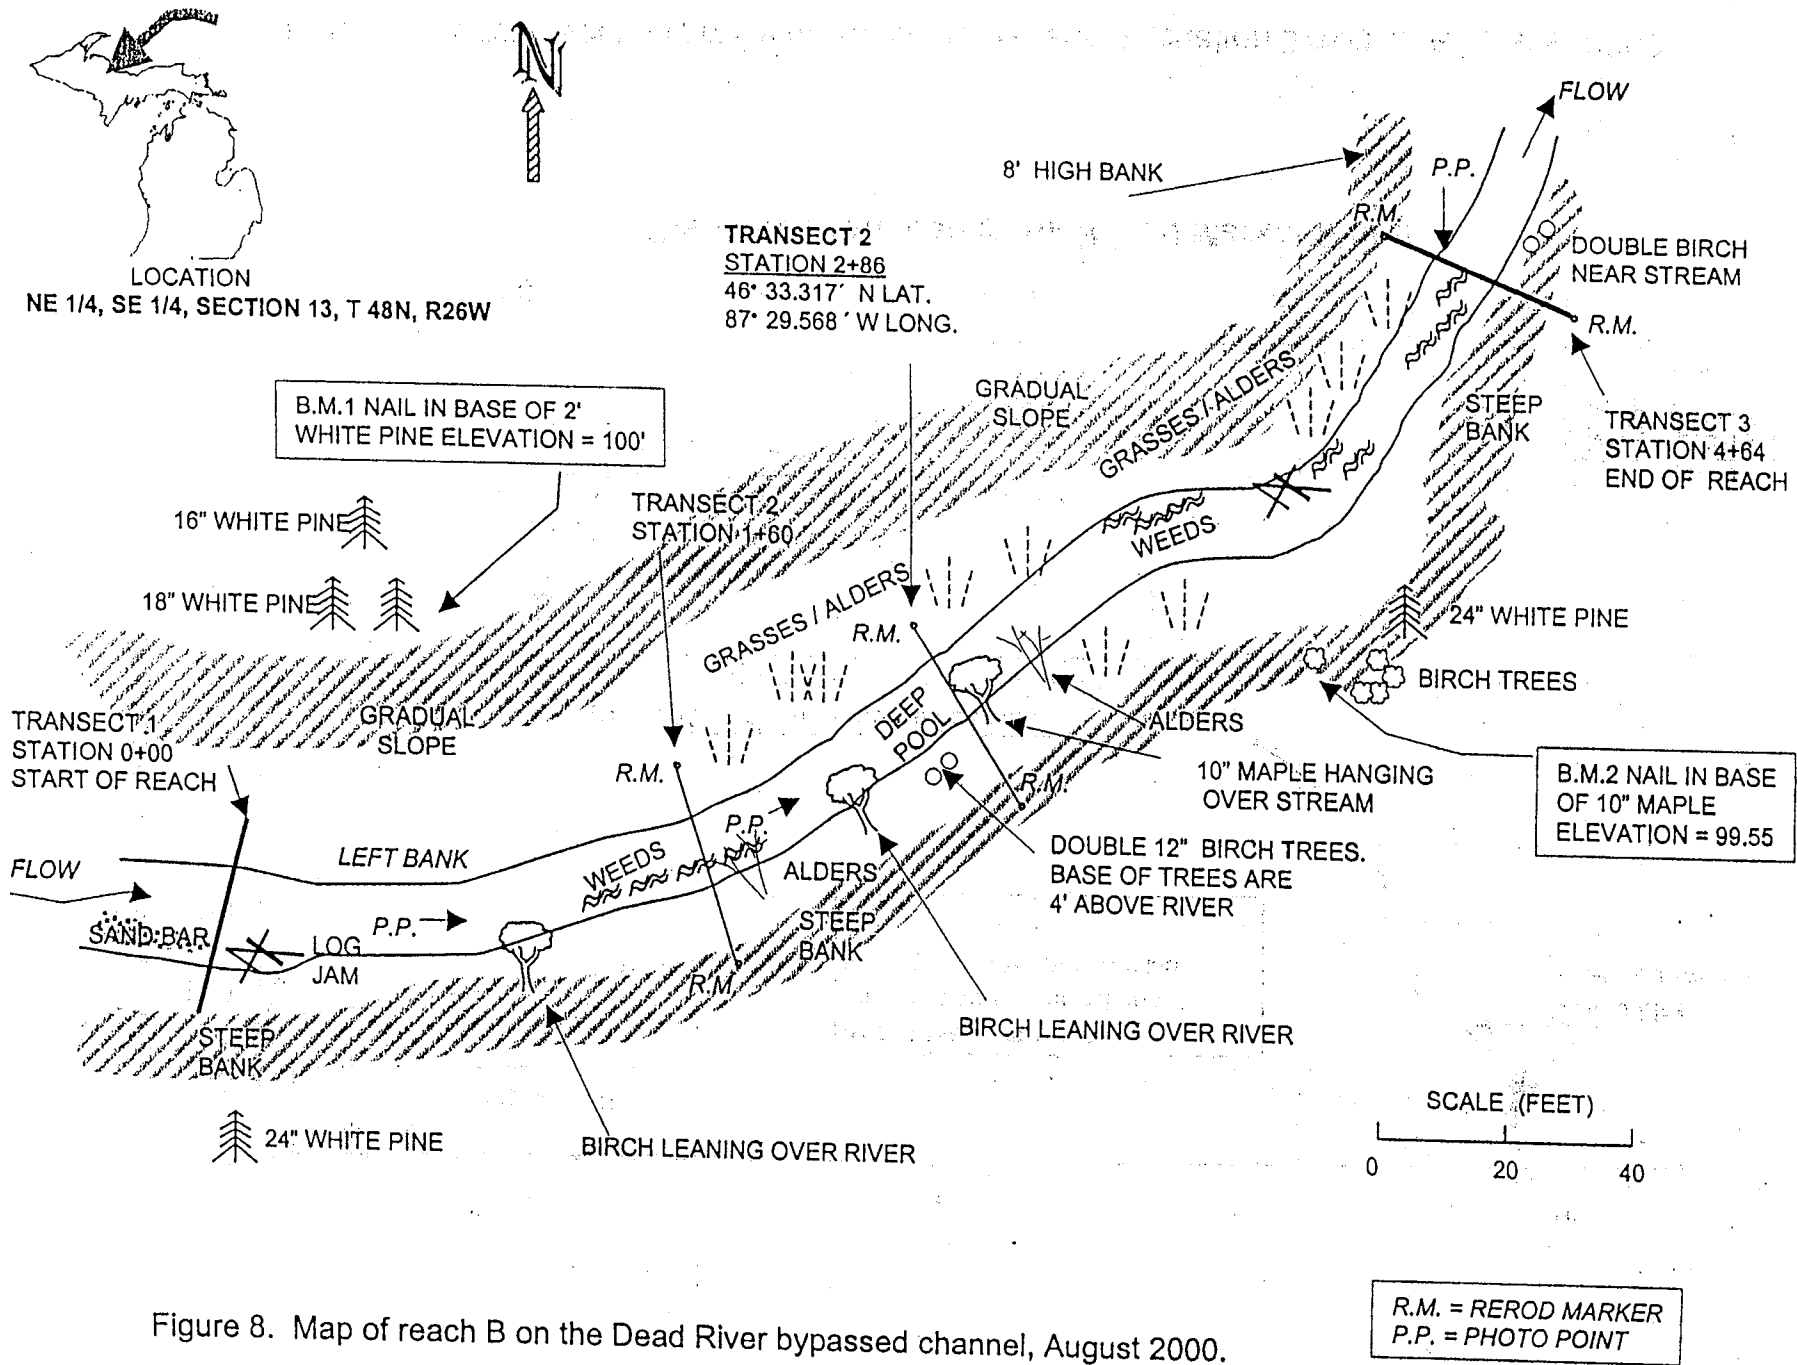 N
FLOW
8' HIGH BANK
P.P.
R.M.
TRANSECT 2
STATION 2+86
46° 33.317´ N LAT.
87° 29.568 ´ W LONG.
DOUBLE BIRCH
NEAR STREAM
LOCATION
NE 1/4, SE 1/4, SECTION 13, T 48N, R26W
R.M.
GRADUAL
SLOPE
GRASSES / ALDERS
STEEP
BANK
TRANSECT 3
STATION 4+64
END OF REACH
B.M.1 NAIL IN BASE OF 2'
WHITE PINE ELEVATION = 100'
TRANSECT 2
STATION 1+60
16" WHITE PINE
WEEDS
18" WHITE PINE
GRASSES / ALDERS
R.M.
24" WHITE PINE
BIRCH TREES
TRANSECT 1
STATION 0+00
START OF REACH
GRADUAL
SLOPE
DEEP
POOL
ALDERS
R.M.
10" MAPLE HANGING
OVER STREAM
R.M.
B.M.2 NAIL IN BASE
OF 10" MAPLE
ELEVATION = 99.55
P.P.
LEFT BANK
WEEDS
ALDERS
DOUBLE 12" BIRCH TREES.
BASE OF TREES ARE
4' ABOVE RIVER
FLOW
SAND BAR
P.P.
LOG
JAM
STEEP
BANK
R.M.
STEEP
BANK
BIRCH LEANING OVER RIVER
24" WHITE PINE
BIRCH LEANING OVER RIVER
SCALE (FEET)
0 20 40
R.M. = REROD MARKER
P.P. = PHOTO POINT
Figure 8. Map of reach B on the Dead River bypassed channel, August 2000.